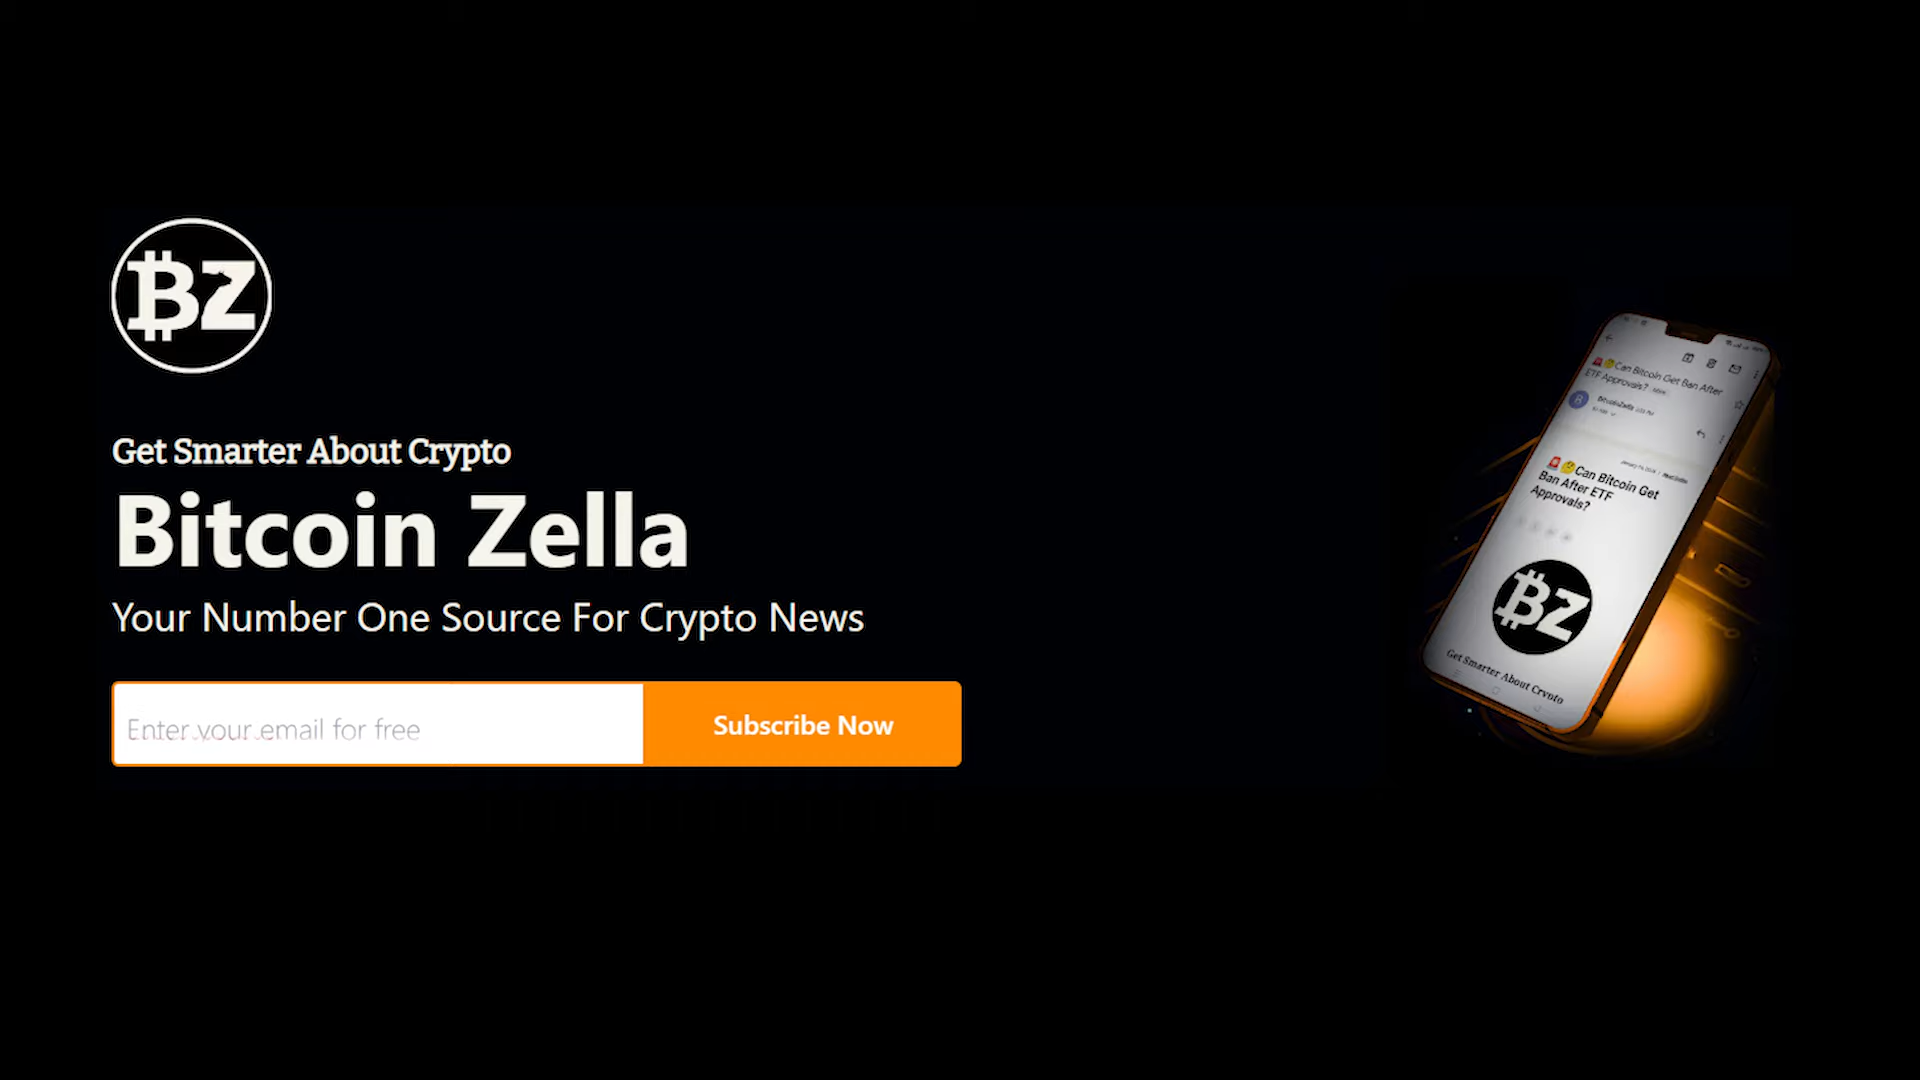 BZ
Get Smarter About Crypto
Bitcoin Zella
Your Number One Source For Crypto News
Enter your email for free
Subscribe Now
Can Bitcoin Get Ban After
ETF Approvals?
BitcoinZella
Can Bitcoin Get
Ban After ETF
Approvals?
BZ
Get Smarter About Crypto